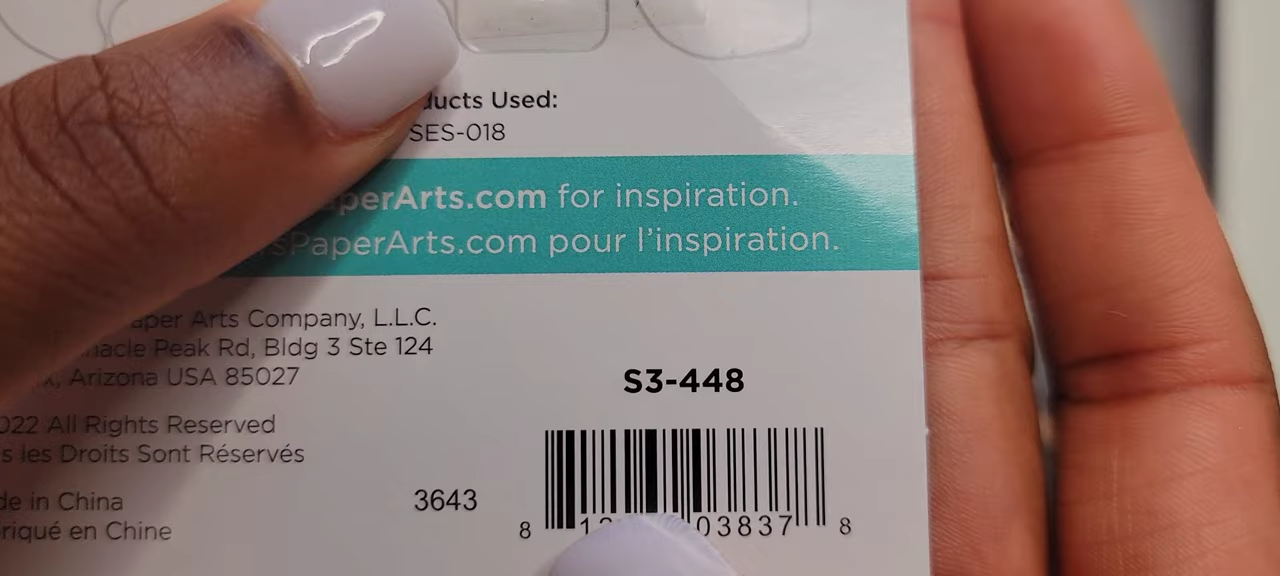 ducts Used:
SES-018
perArts.com for inspiration.
sPaperArts.com pour l'inspiration.
aper Arts Company, L.L.C.
nacle Peak Rd, Bldg 3 Ste 124
x, Arizona USA 85027
S3-448
022 All Rights Reserved
s les Droits Sont Réservés
de in China
riqué en Chine
3643
8 1 03837 8